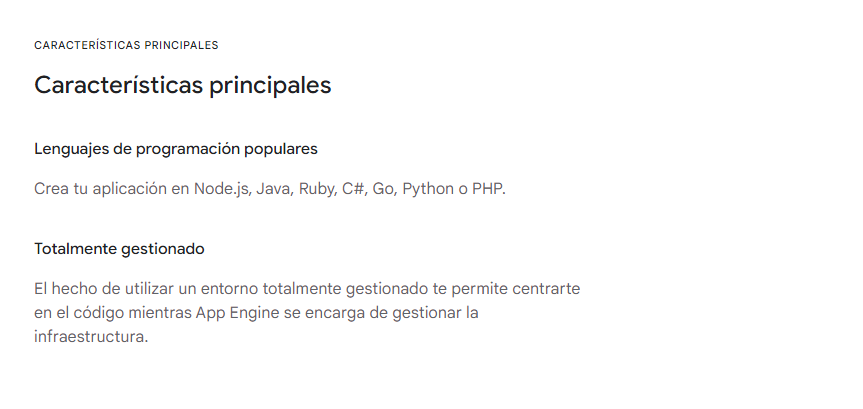 CARACTERÍSTICAS PRINCIPALES
Características principales
Lenguajes de programación populares
Crea tu aplicación en Node.js, Java, Ruby, C#, Go, Python o PHP.
Totalmente gestionado
El hecho de utilizar un entorno totalmente gestionado te permite centrarte
en el código mientras App Engine se encarga de gestionar la
infraestructura.